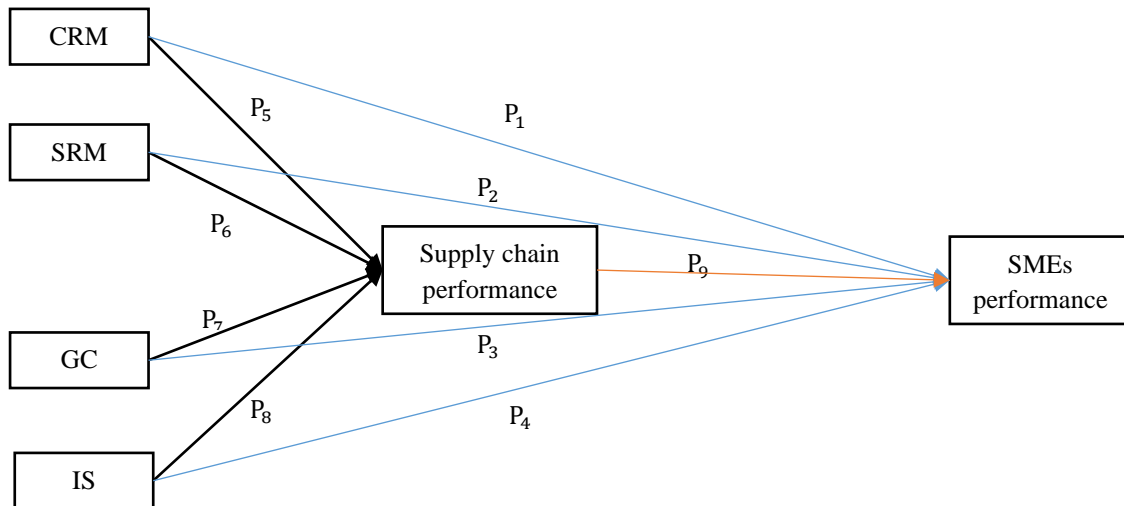 CRM
P₅
P₁
SRM
P₂
P₆
Supply chain
performance
P₉
SMEs
performance
P₇
P₃
GC
P₈
P₄
IS